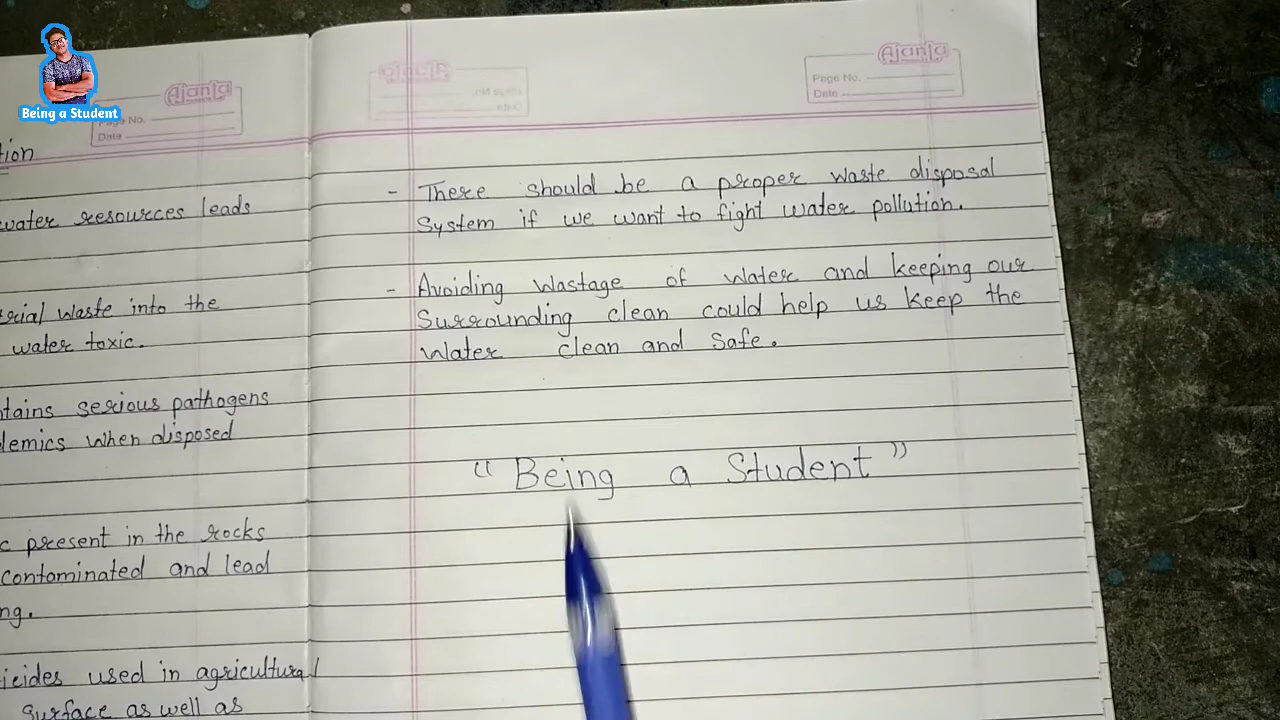 Being a Student
Ajanta
Page No.
Date
tion
water resources leads
rial waste into the
water toxic.
tains serious pathogens
demics when disposed
c present in the rocks
contaminated and lead
ng.
icides used in agricultural
surface as well as
Ajanta
Page No.
Date
- There should be a proper waste disposal
System if we want to fight water pollution.
- Avoiding wastage of water and keeping our
Surrounding clean could help us keep the
water clean and safe.
“ Being a Student ”